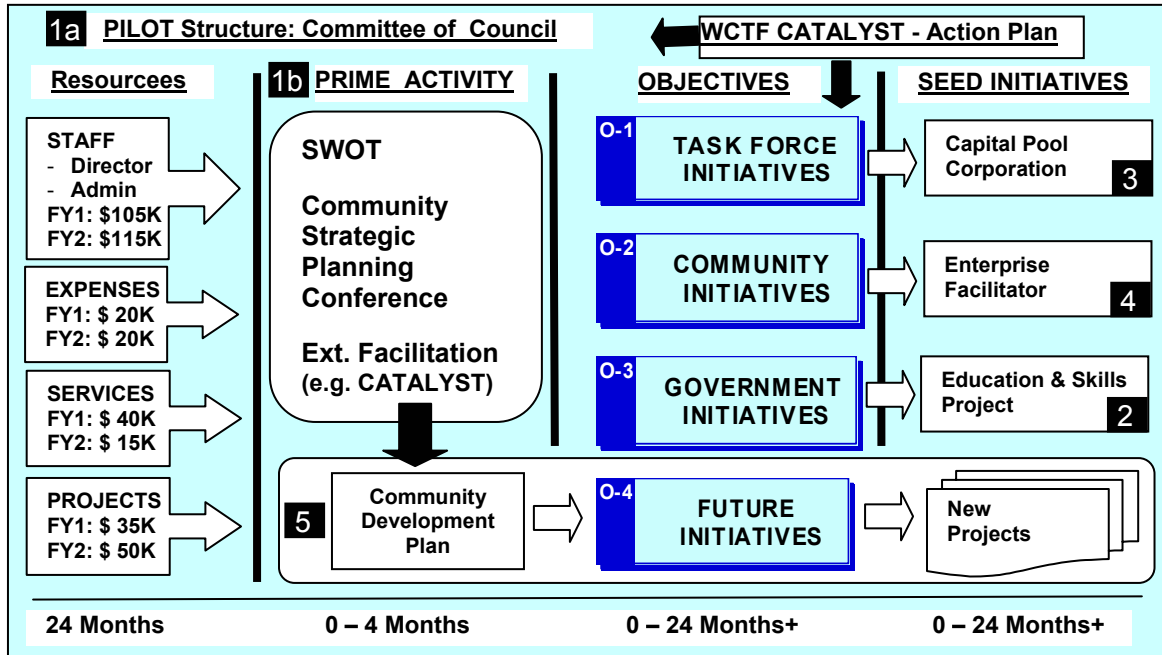 1a PILOT Structure: Committee of Council
WCTF CATALYST - Action Plan
Resourcees
1b PRIME ACTIVITY
OBJECTIVES
SEED INITIATIVES
STAFF
- Director
- Admin
FY1: $105K
FY2: $115K
EXPENSES
FY1: $ 20K
FY2: $ 20K
SERVICES
FY1: $ 40K
FY2: $ 15K
PROJECTS
FY1: $ 35K
FY2: $ 50K
SWOT
Community
Strategic
Planning
Conference
Ext. Facilitation
(e.g. CATALYST)
5
Community
Development
Plan
O-1
TASK FORCE
INITIATIVES
O-2
COMMUNITY
INITIATIVES
O-3
GOVERNMENT
INITIATIVES
O-4
FUTURE
INITIATIVES
Capital Pool
Corporation
3
Enterprise
Facilitator
4
Education & Skills
Project
2
New
Projects
24 Months
0 – 4 Months
0 – 24 Months+
0 – 24 Months+